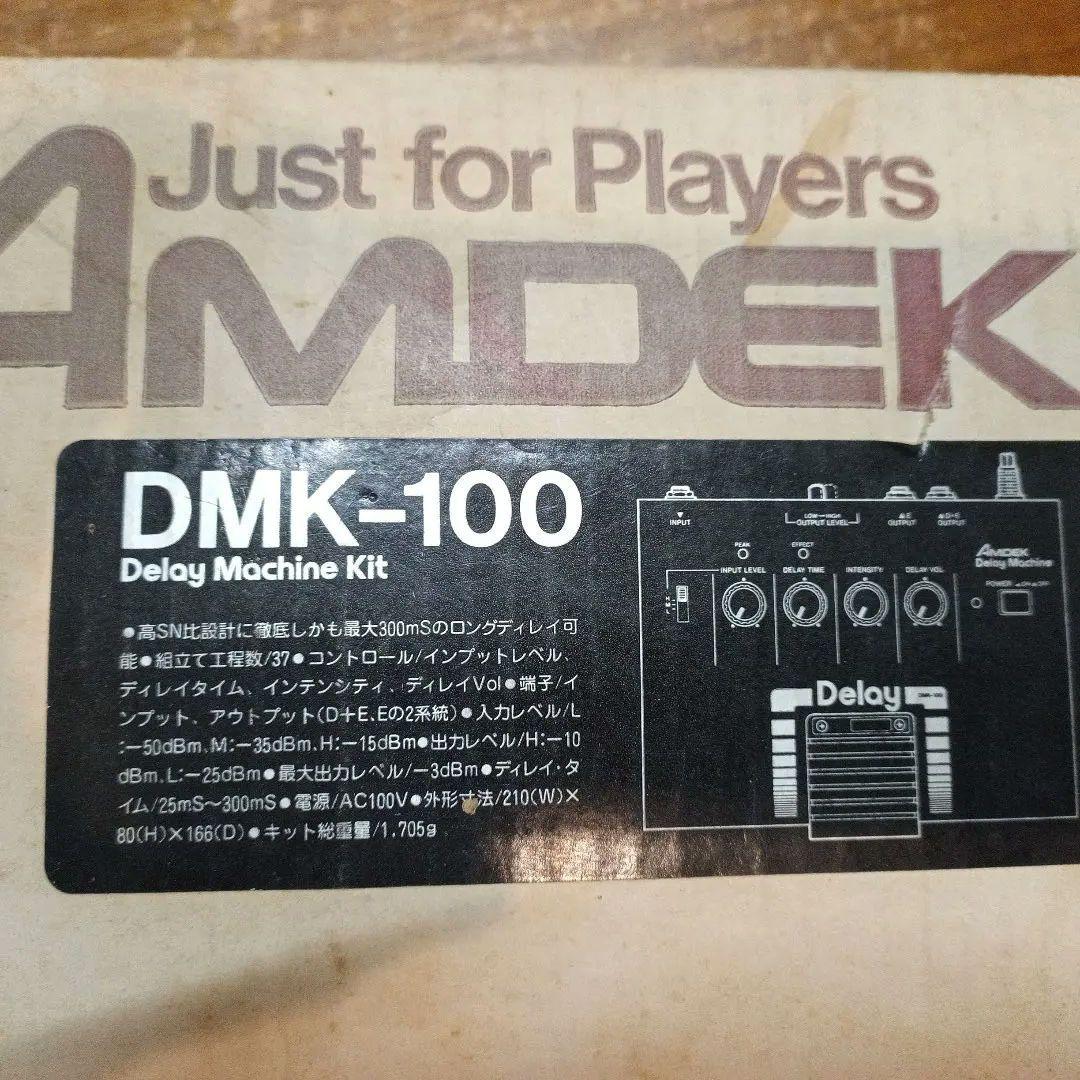 Just for Players
AMDEK
DMK-100
Delay Machine Kit
●高SN比設計に徹底しかも最大300mSのロングディレイ可
能●組立て工程数/37●コントロール/インプットレベル、
ディレイタイム、インテンシティ、ディレイVol●端子/イ
ンプット、アウトプット(D+E、Eの2系統)●入力レベル/L
:-50dBm、M:-35dBm、H:-15dBm●出力レベル/H:-10
dBm、L:-25dBm●最大出力レベル/-3dBm●ディレイ・タ
イム/25mS~300mS●電源/AC100V●外形寸法/210(W)×
80(H)×166(D)●キット総重量/1,705g
▼
INPUT
LOW—HIGH
OUTPUT LEVEL
▲E
OUTPUT
▲D+E
OUTPUT
PEAK
EFFECT
INPUT LEVEL
DELAY TIME
INTENSITY
DELAY VOL
AMDEK
Delay Machine
POWER ▂ON ▄OFF
Delay